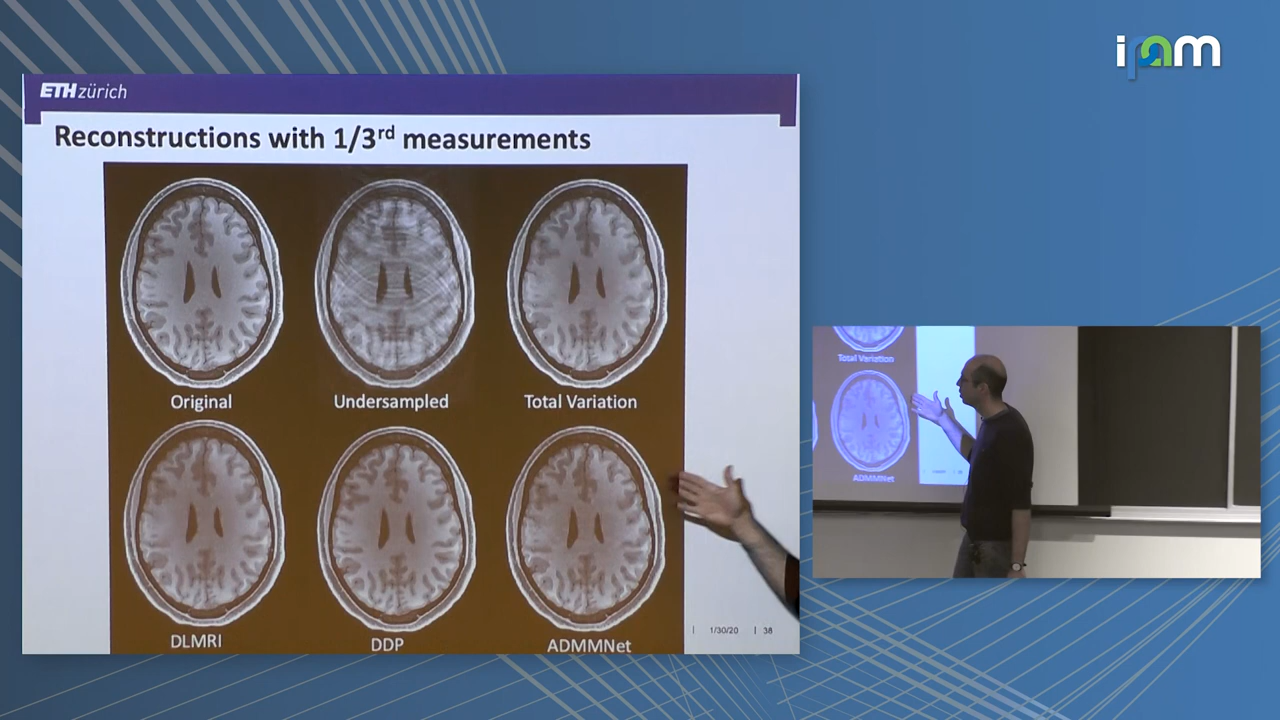 ipam
ETH zürich
Reconstructions with 1/3rd measurements
Original
Undersampled
Total Variation
DLMRI
DDP
ADMMNet
| 1/30/20 | 38
Total Variation
ADMMNet